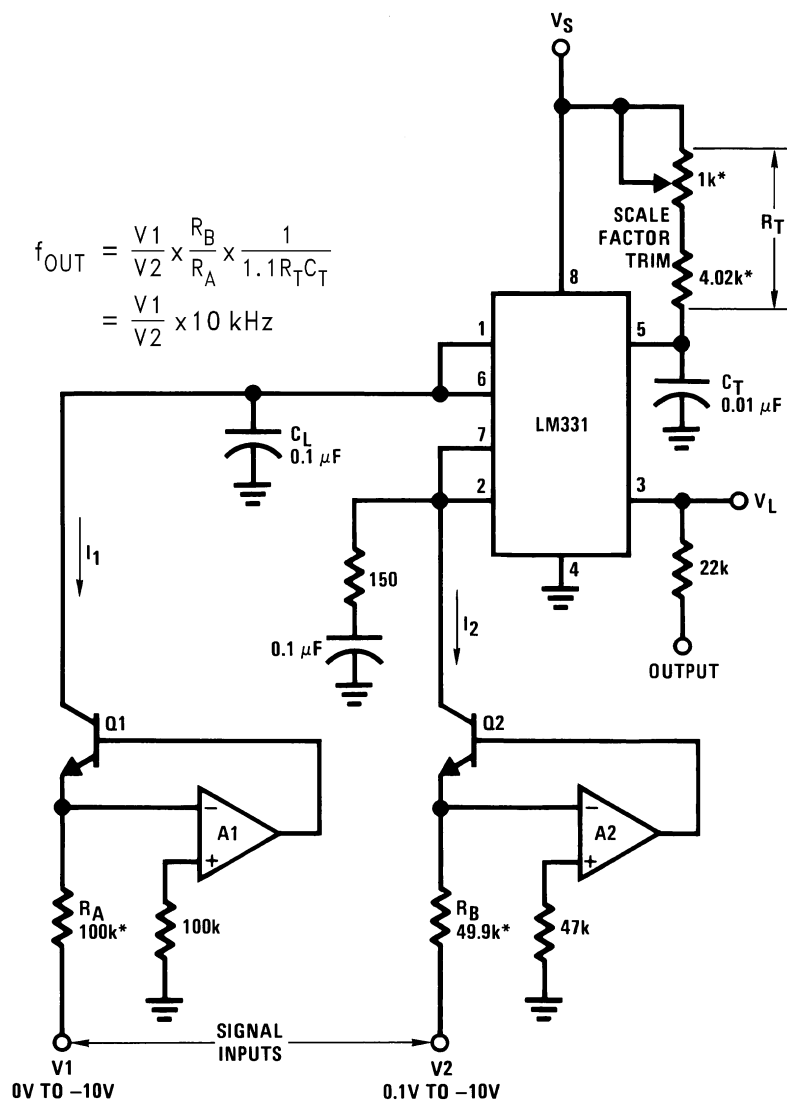 V_S
1k*
R_T
SCALE
FACTOR
TRIM
4.02k*
f_OUT = V1/V2 x R_B/R_A x 1/1.1R_TC_T
= V1/V2 x 10 kHz
8
1
5
6
C_T
0.01 μF
C_L
0.1 μF
LM331
7
2
3
V_L
4
I_1
150
22k
0.1 μF
I_2
OUTPUT
Q1
Q2
−
A1
+
−
A2
+
R_A
100k*
100k
R_B
49.9k*
47k
SIGNAL
INPUTS
V1
0V TO −10V
V2
0.1V TO −10V